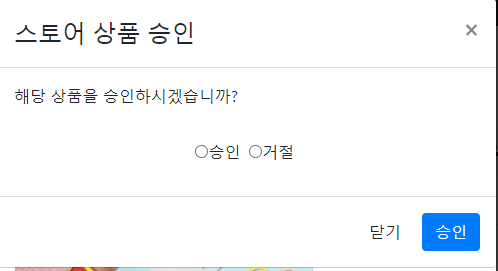 스토어 상품 승인 ×
해당 상품을 승인하시겠습니까?
승인 거절
닫기 승인